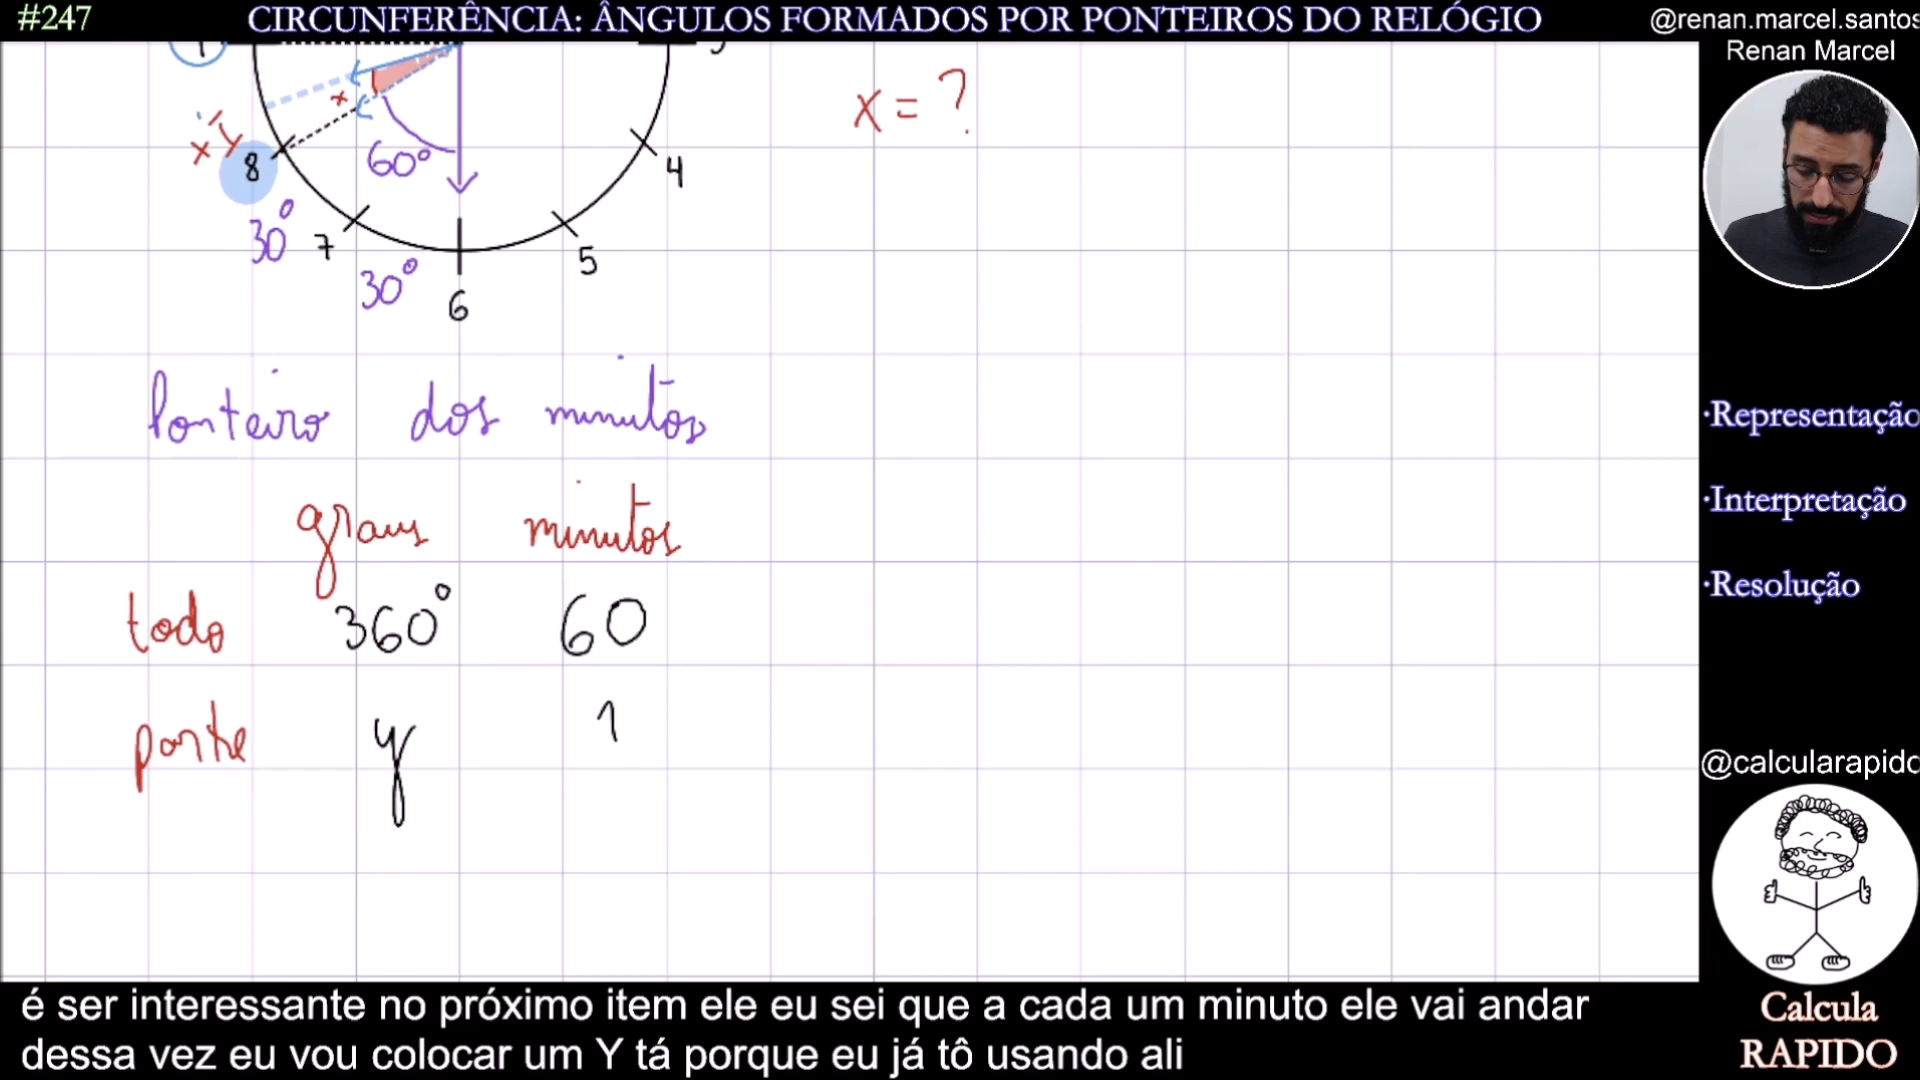 #247
CIRCUNFERÊNCIA: ÂNGULOS FORMADOS POR PONTEIROS DO RELÓGIO
@renan.marcel.santos
Renan Marcel
x = ?
x
8
60°
4
30°
7
5
30°
6
Ponteiro dos minutos
graus minutos
todo 360° 60
parte y 1
·Representação
·Interpretação
·Resolução
@calcularapido
Calcula
RAPIDO
é ser interessante no próximo item ele eu sei que a cada um minuto ele vai andar
dessa vez eu vou colocar um Y tá porque eu já tô usando ali